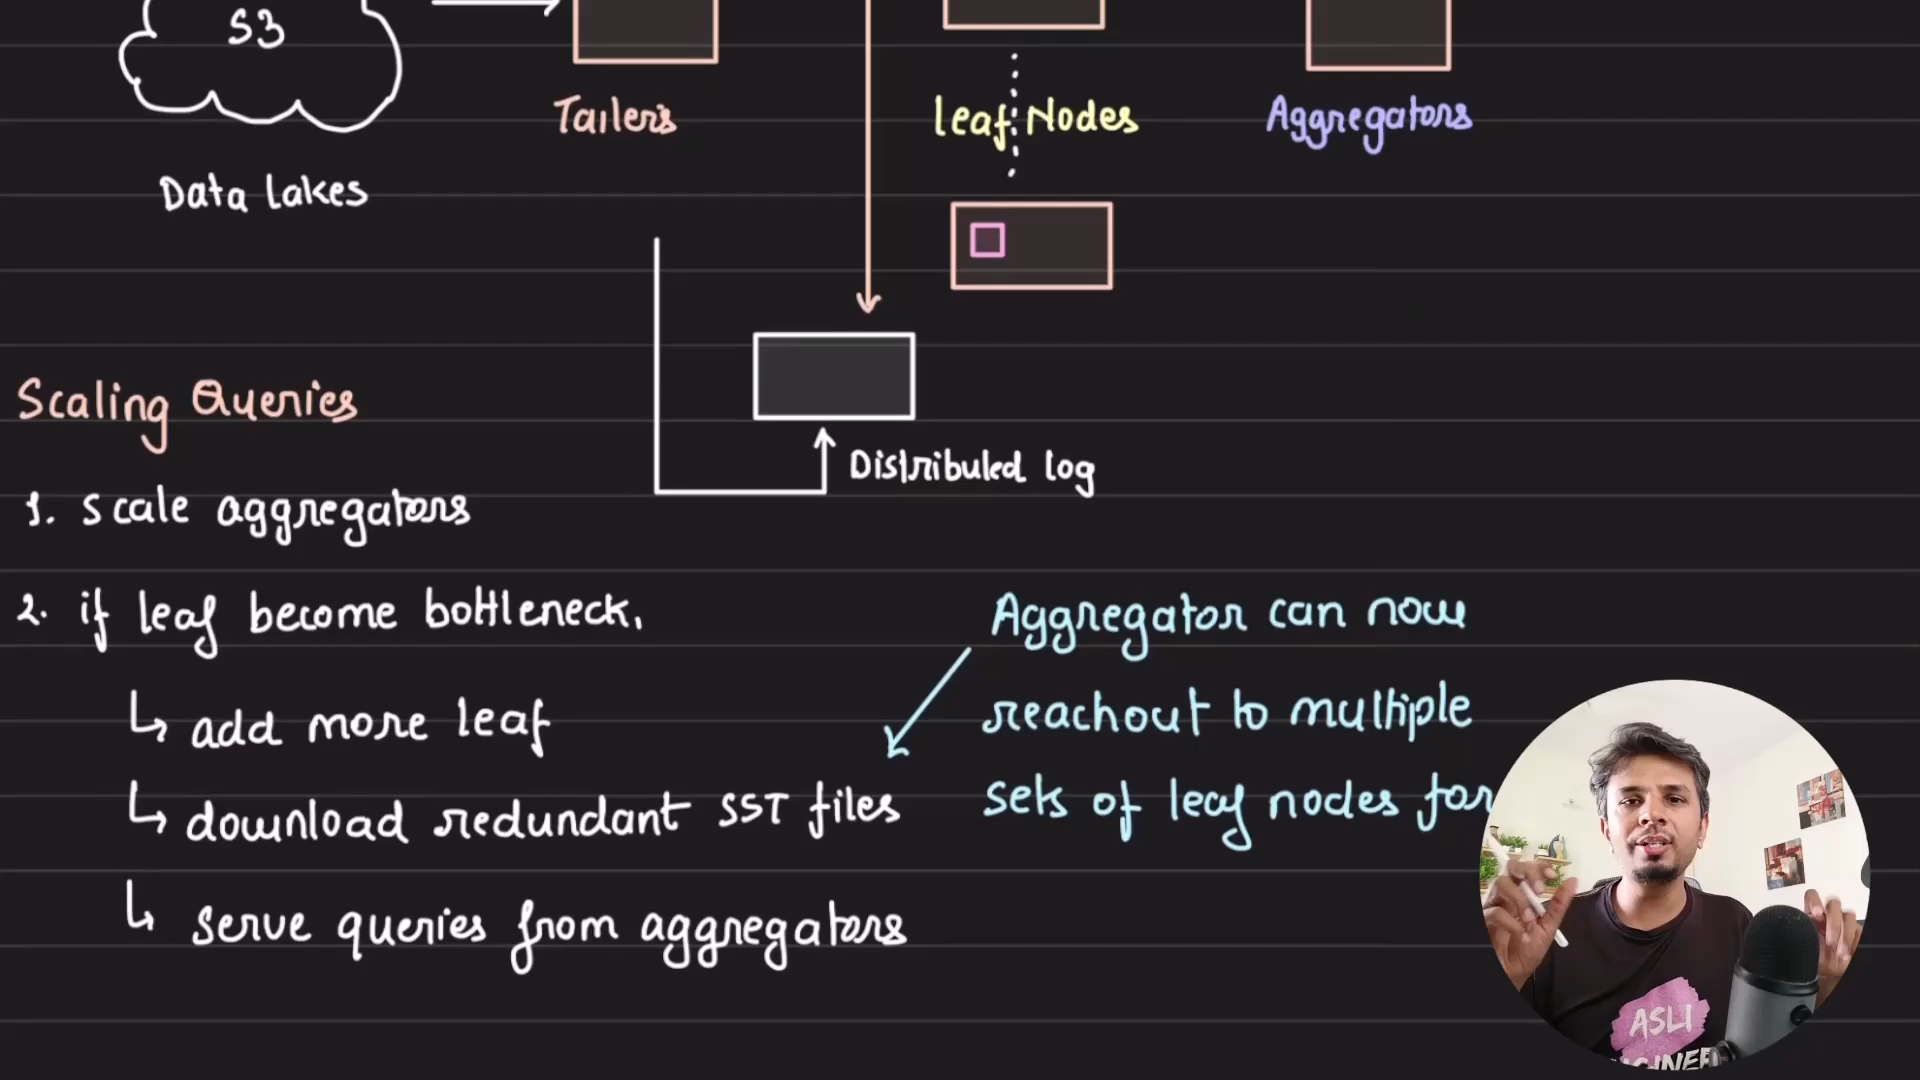 S3
Tailers
Leaf Nodes
Aggregators
Data Lakes
Scaling Queries
Distributed log
1. scale aggregators
2. if leaf become bottleneck,
↳ add more leaf
↳ download redundant SST files
↳ serve queries from aggregators
Aggregator can now
reachout to multiple
sets of leaf nodes for
ASLI